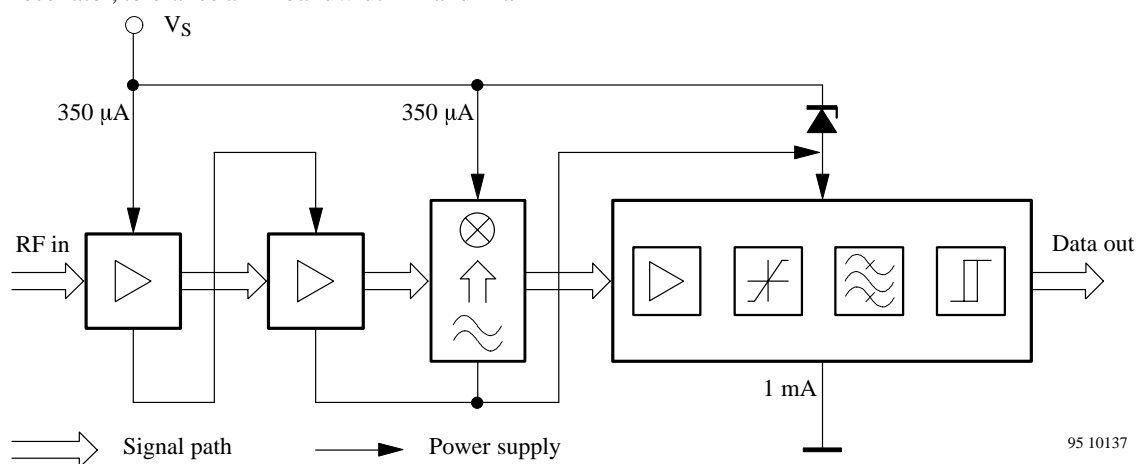 V_S
350 µA
350 µA
RF in
Data out
1 mA
Signal path
Power supply
95 10137